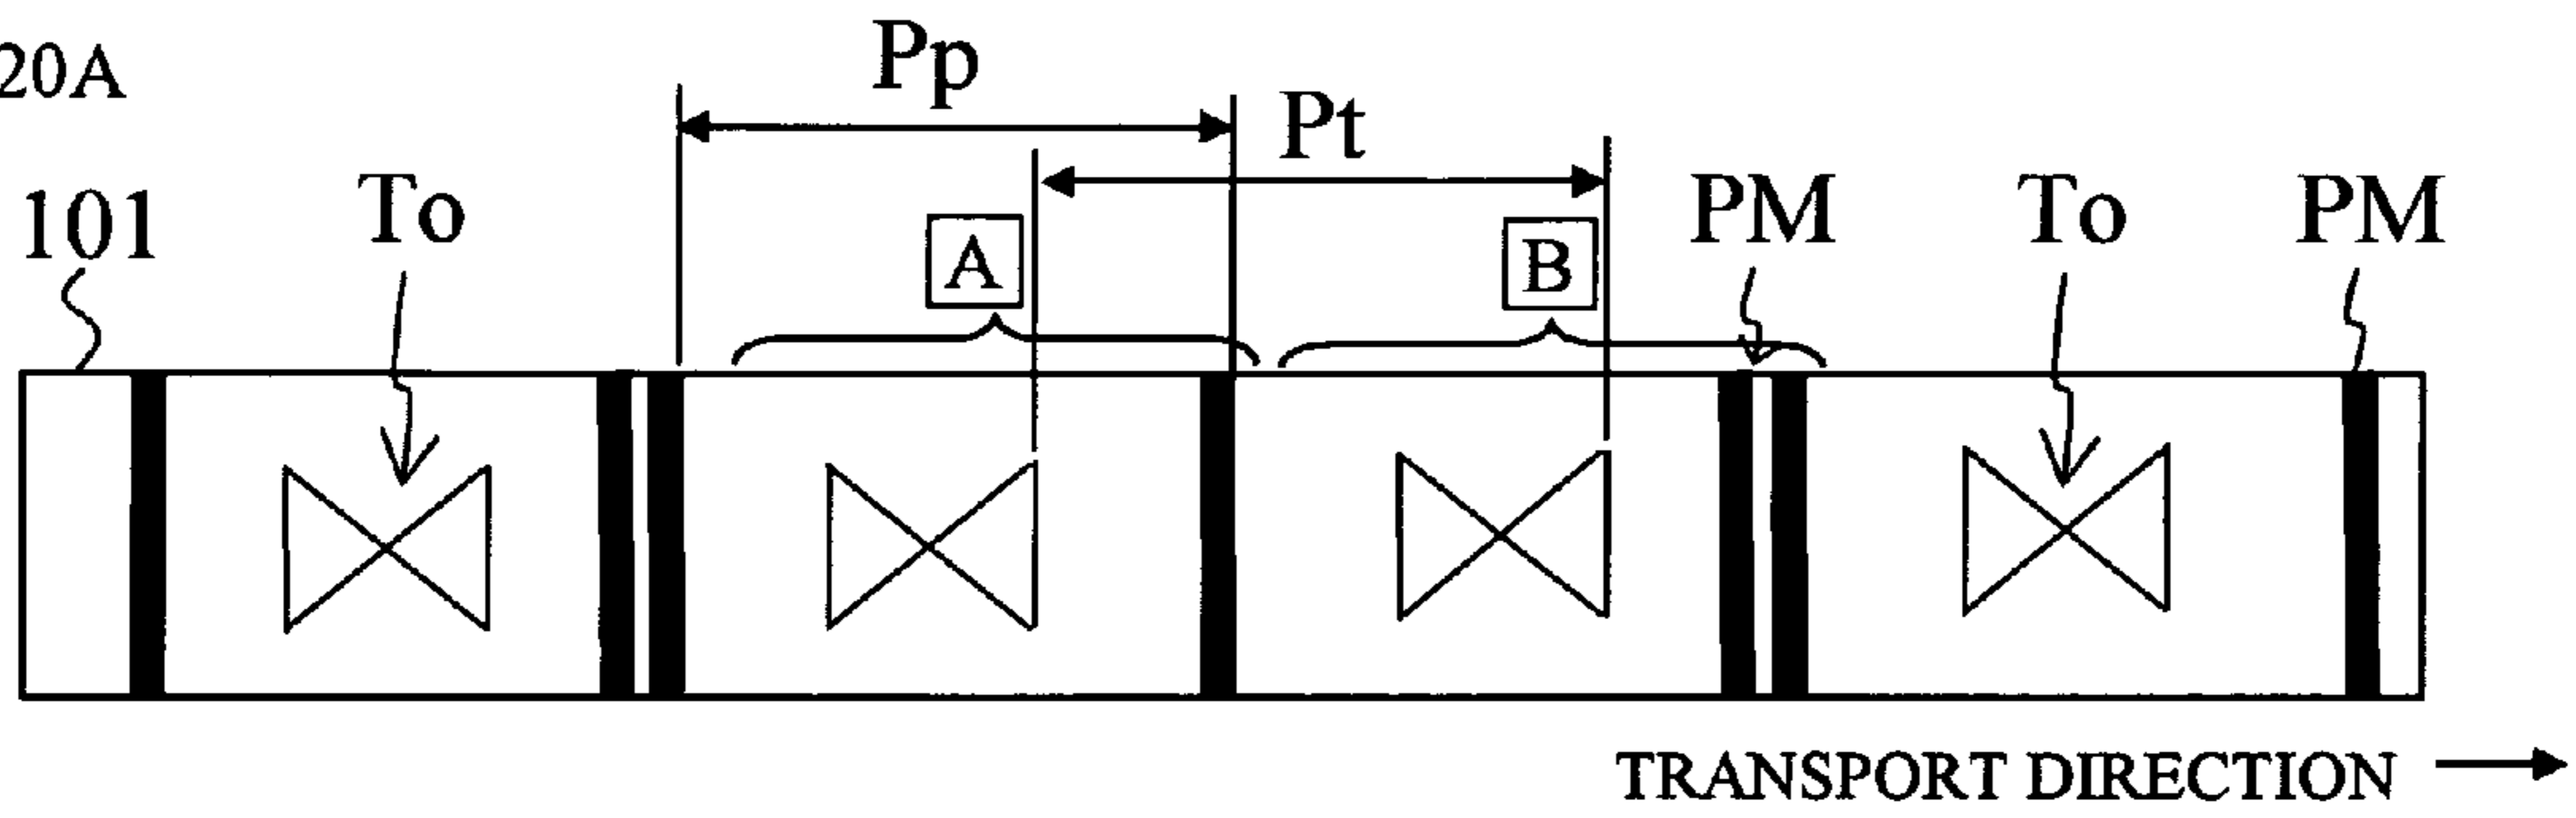 20A
Pp
Pt
101
To
A
B
PM
To
PM
TRANSPORT DIRECTION